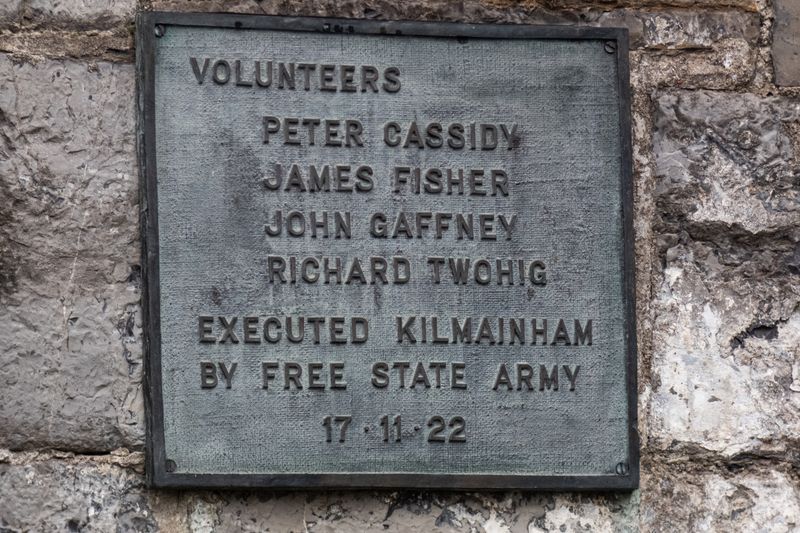 VOLUNTEERS
PETER CASSIDY
JAMES FISHER
JOHN GAFFNEY
RICHARD TWOHIG
EXECUTED KILMAINHAM
BY FREE STATE ARMY
17·11·22